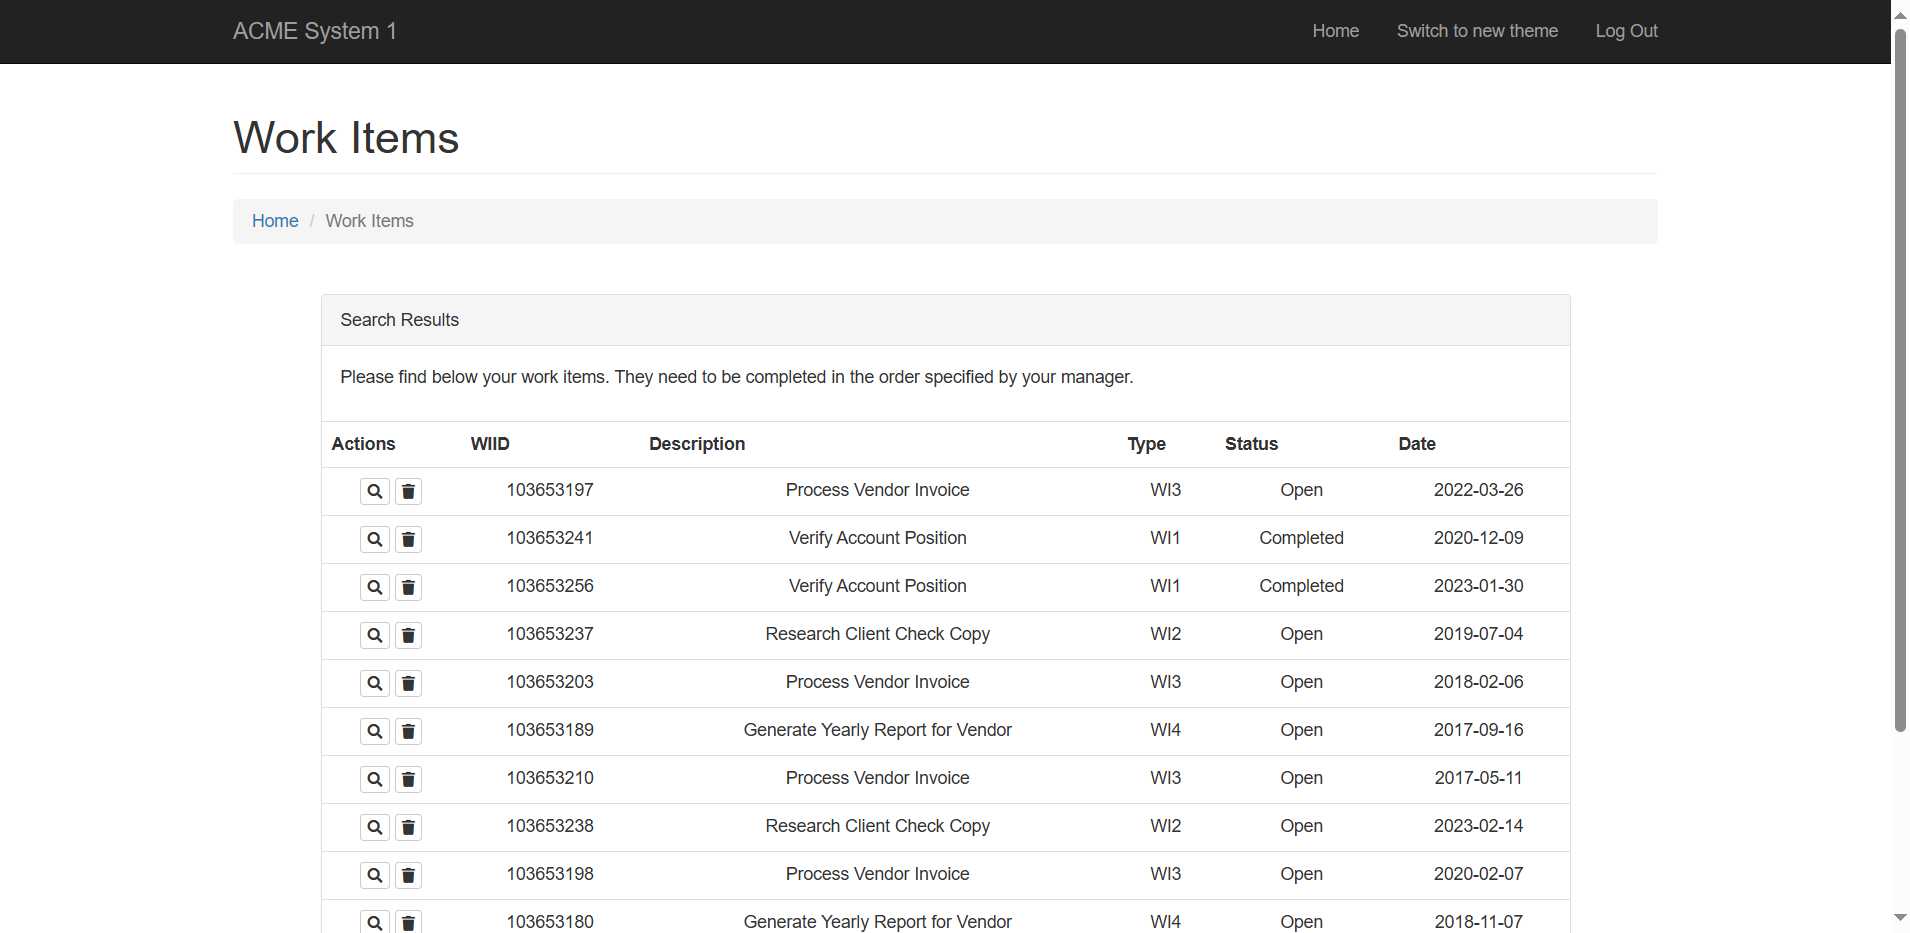 ACME System 1 Home Switch to new theme Log Out
Work Items
Home / Work Items
Search Results
Please find below your work items. They need to be completed in the order specified by your manager.
Actions WIID Description Type Status Date
103653197 Process Vendor Invoice WI3 Open 2022-03-26
103653241 Verify Account Position WI1 Completed 2020-12-09
103653256 Verify Account Position WI1 Completed 2023-01-30
103653237 Research Client Check Copy WI2 Open 2019-07-04
103653203 Process Vendor Invoice WI3 Open 2018-02-06
103653189 Generate Yearly Report for Vendor WI4 Open 2017-09-16
103653210 Process Vendor Invoice WI3 Open 2017-05-11
103653238 Research Client Check Copy WI2 Open 2023-02-14
103653198 Process Vendor Invoice WI3 Open 2020-02-07
103653180 Generate Yearly Report for Vendor WI4 Open 2018-11-07